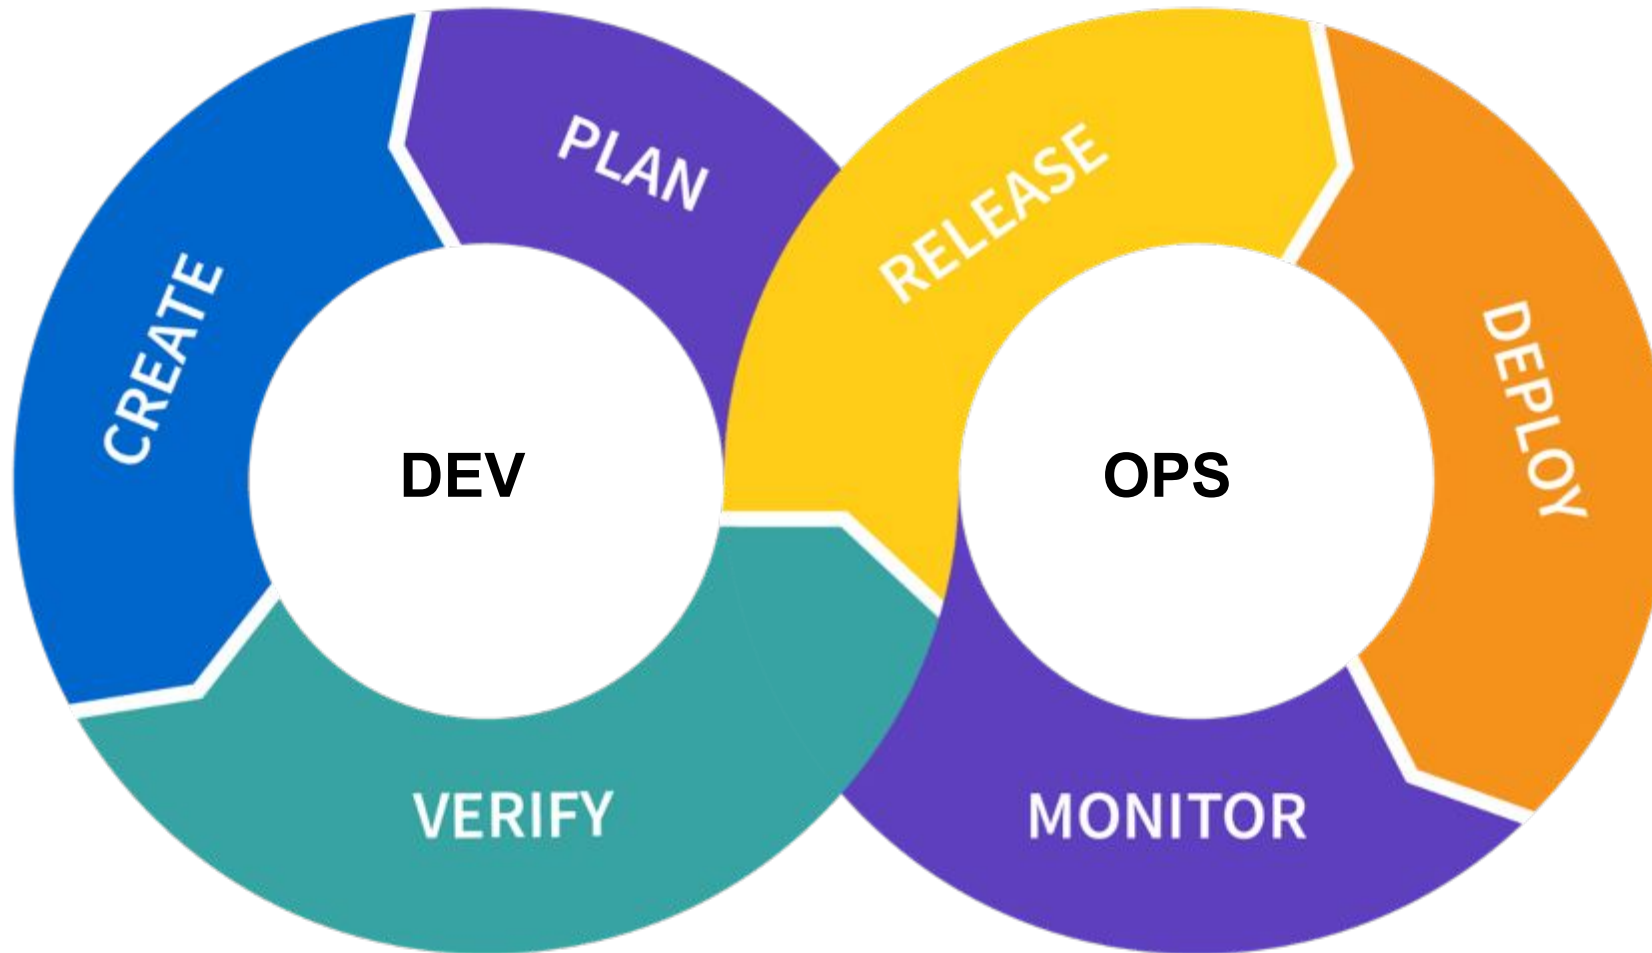 PLAN
RELEASE
CREATE
DEPLOY
DEV
OPS
VERIFY
MONITOR